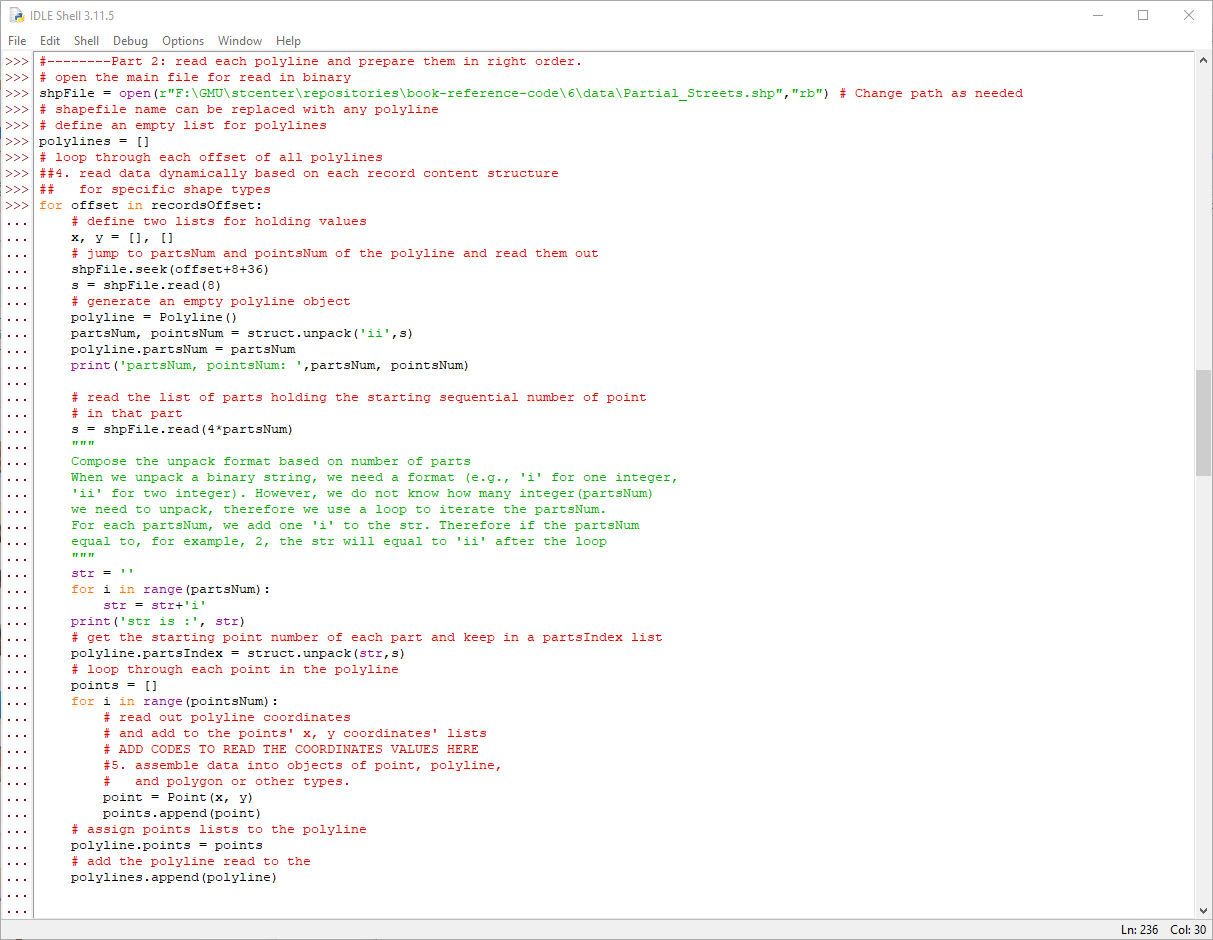 IDLE Shell 3.11.5
File Edit Shell Debug Options Window Help
>>> #--------Part 2: read each polyline and prepare them in right order.
>>> # open the main file for read in binary
>>> shpFile = open(r"F:\GMU\stcenter\repositories\book-reference-code\6\data\Partial_Streets.shp","rb") # Change path as needed
>>> # shapefile name can be replaced with any polyline
>>> # define an empty list for polylines
>>> polylines = []
>>> # loop through each offset of all polylines
>>> ##4. read data dynamically based on each record content structure
>>> ##   for specific shape types
>>> for offset in recordsOffset:
...     # define two lists for holding values
...     x, y = [], []
...     # jump to partsNum and pointsNum of the polyline and read them out
...     shpFile.seek(offset+8+36)
...     s = shpFile.read(8)
...     # generate an empty polyline object
...     polyline = Polyline()
...     partsNum, pointsNum = struct.unpack('ii',s)
...     polyline.partsNum = partsNum
...     print('partsNum, pointsNum: ',partsNum, pointsNum)
...
...     # read the list of parts holding the starting sequential number of point
...     # in that part
...     s = shpFile.read(4*partsNum)
...     """
...     Compose the unpack format based on number of parts
...     When we unpack a binary string, we need a format (e.g., 'i' for one integer,
...     'ii' for two integer). However, we do not know how many integer(partsNum)
...     we need to unpack, therefore we use a loop to iterate the partsNum.
...     For each partsNum, we add one 'i' to the str. Therefore if the partsNum
...     equal to, for example, 2, the str will equal to 'ii' after the loop
...     """
...     str = ''
...     for i in range(partsNum):
...         str = str+'i'
...     print('str is :', str)
...     # get the starting point number of each part and keep in a partsIndex list
...     polyline.partsIndex = struct.unpack(str,s)
...     # loop through each point in the polyline
...     points = []
...     for i in range(pointsNum):
...         # read out polyline coordinates
...         # and add to the points' x, y coordinates' lists
...         # ADD CODES TO READ THE COORDINATES VALUES HERE
...         #5. assemble data into objects of point, polyline,
...         #   and polygon or other types.
...         point = Point(x, y)
...         points.append(point)
...     # assign points lists to the polyline
...     polyline.points = points
...     # add the polyline read to the
...     polylines.append(polyline)
...
...
Ln: 236 Col: 30